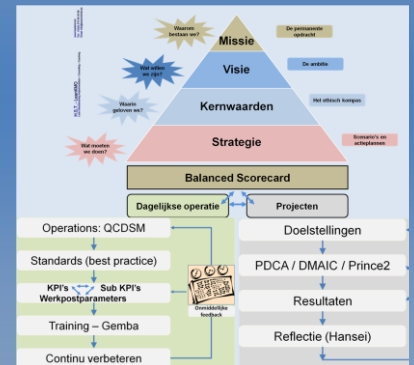 Waarom
bestaan we?
Missie
De permanente
opdracht
Wat willen
we zijn?
Visie
De ambitie
Waarin
geloven we?
Kernwaarden
Het ethisch kompas
Wat moeten
we doen?
Strategie
Scenario's en
actieplannen
Balanced Scorecard
Dagelijkse operatie
Projecten
Operations: QCDSM
Doelstellingen
Standards (best practice)
PDCA / DMAIC / Prince2
KPI's
Sub KPI's
Werkpostparameters
Onmiddellijke
feedback
Resultaten
Training – Gemba
Reflectie (Hansei)
Continu verbeteren